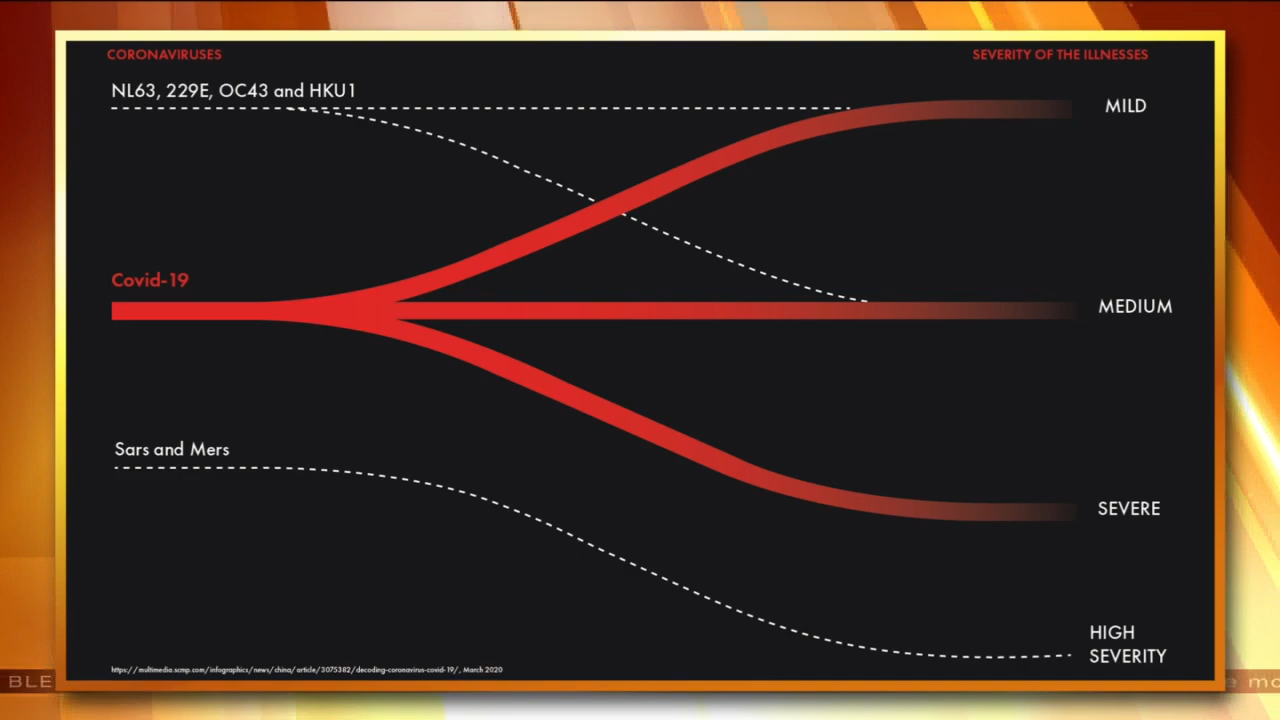 CORONAVIRUSES
SEVERITY OF THE ILLNESSES
NL63, 229E, OC43 and HKU1
MILD
Covid-19
MEDIUM
Sars and Mers
SEVERE
HIGH
SEVERITY
https://multimedia.scmp.com/infographics/news/china/article/3075382/decoding-coronavirus-covid-19/, March 2020
BLE